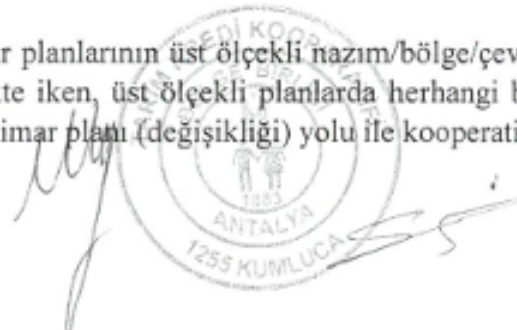 r planlarının üst ölçekli nazım/bölge/çev
te iken, üst ölçekli planlarda herhangi b
imar planı (değişikliği) yolu ile kooperati
1863
ANTALYA
1255 KUMLUCA